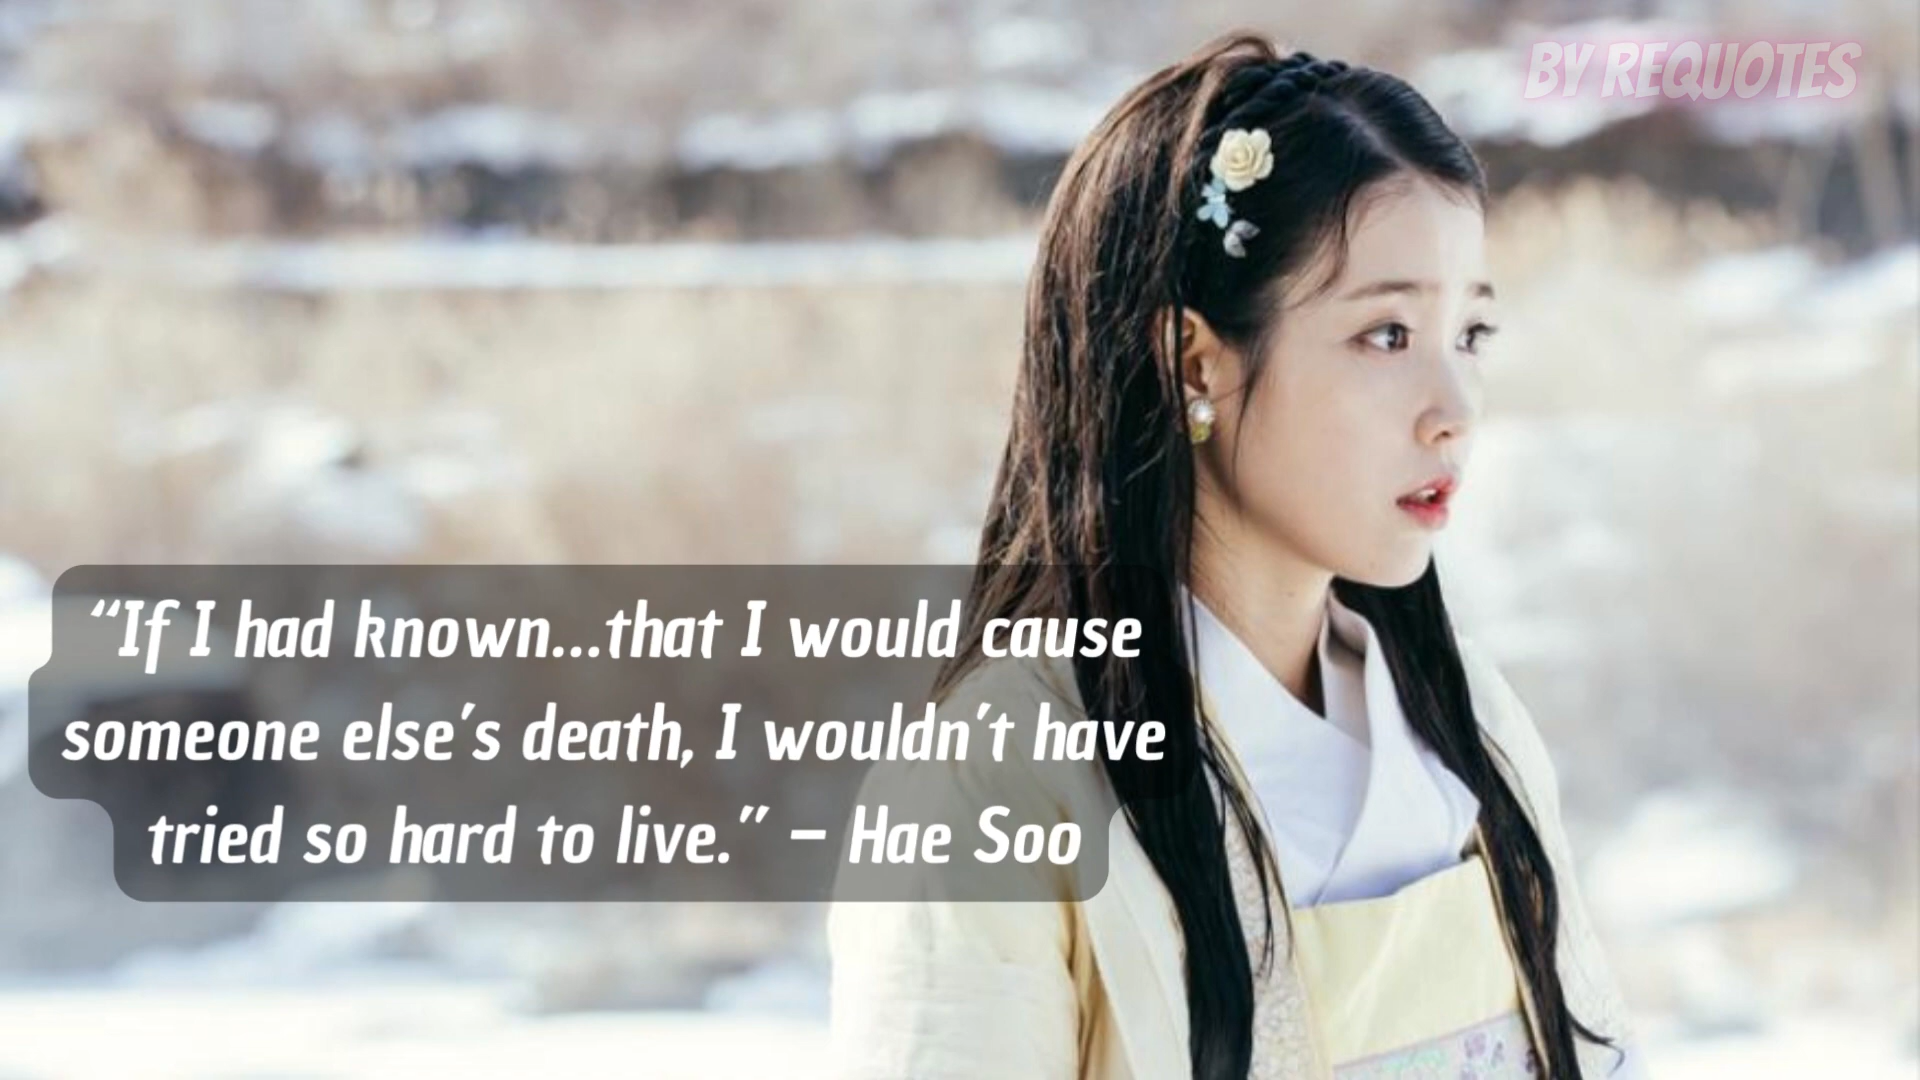 BY REQUOTES
“If I had known...that I would cause
someone else's death, I wouldn't have
tried so hard to live.” – Hae Soo